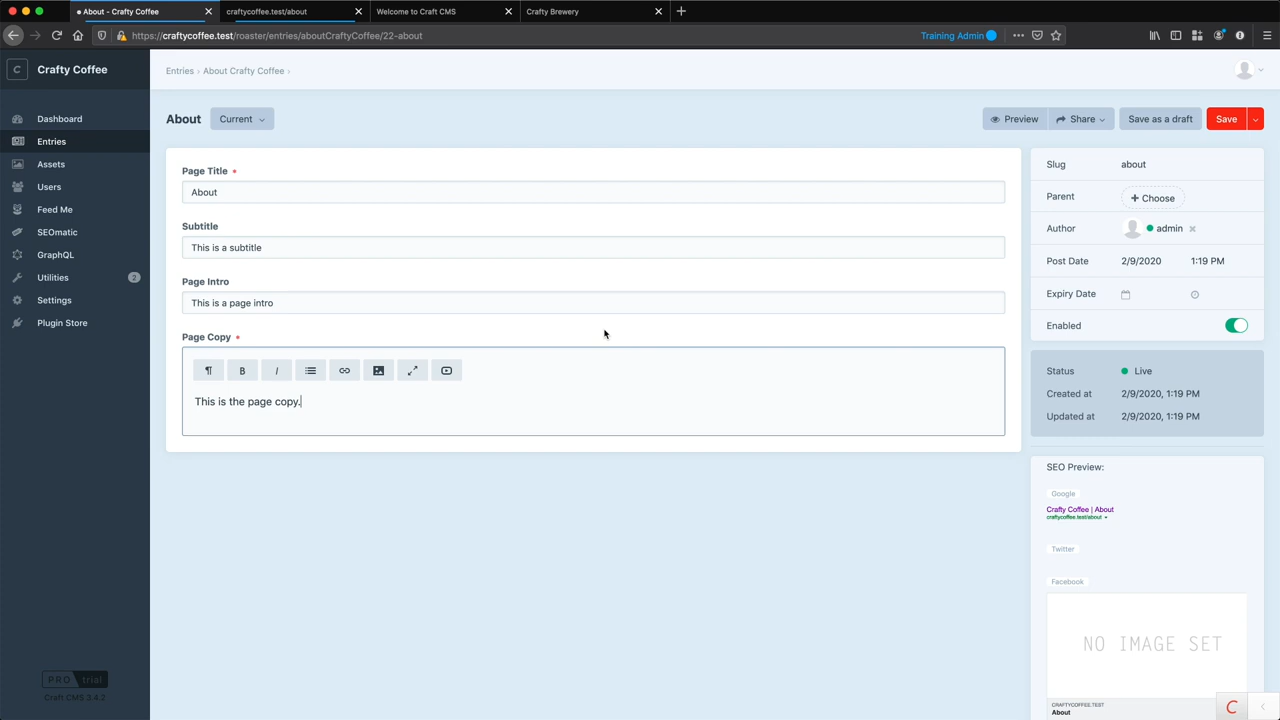 About - Crafty Coffee
craftycoffee.test/about
Welcome to Craft CMS
Crafty Brewery
https://craftycoffee.test/roaster/entries/aboutCraftyCoffee/22-about
Training Admin
C
Crafty Coffee
Dashboard
Entries
Assets
Users
Feed Me
SEOmatic
GraphQL
Utilities
2
Settings
Plugin Store
PRO trial
Craft CMS 3.4.2
Entries › About Crafty Coffee ›
About
Current
Preview
Share
Save as a draft
Save
Page Title
About
Subtitle
This is a subtitle
Page Intro
This is a page intro
Page Copy
¶ B I
This is the page copy.
Slug about
Parent + Choose
Author admin
Post Date 2/9/2020 1:19 PM
Expiry Date
Enabled
Status Live
Created at 2/9/2020, 1:19 PM
Updated at 2/9/2020, 1:19 PM
SEO Preview:
Google
Crafty Coffee | About
craftycoffee.test/about
Twitter
Facebook
NO IMAGE SET
CRAFTYCOFFEE.TEST
About
C